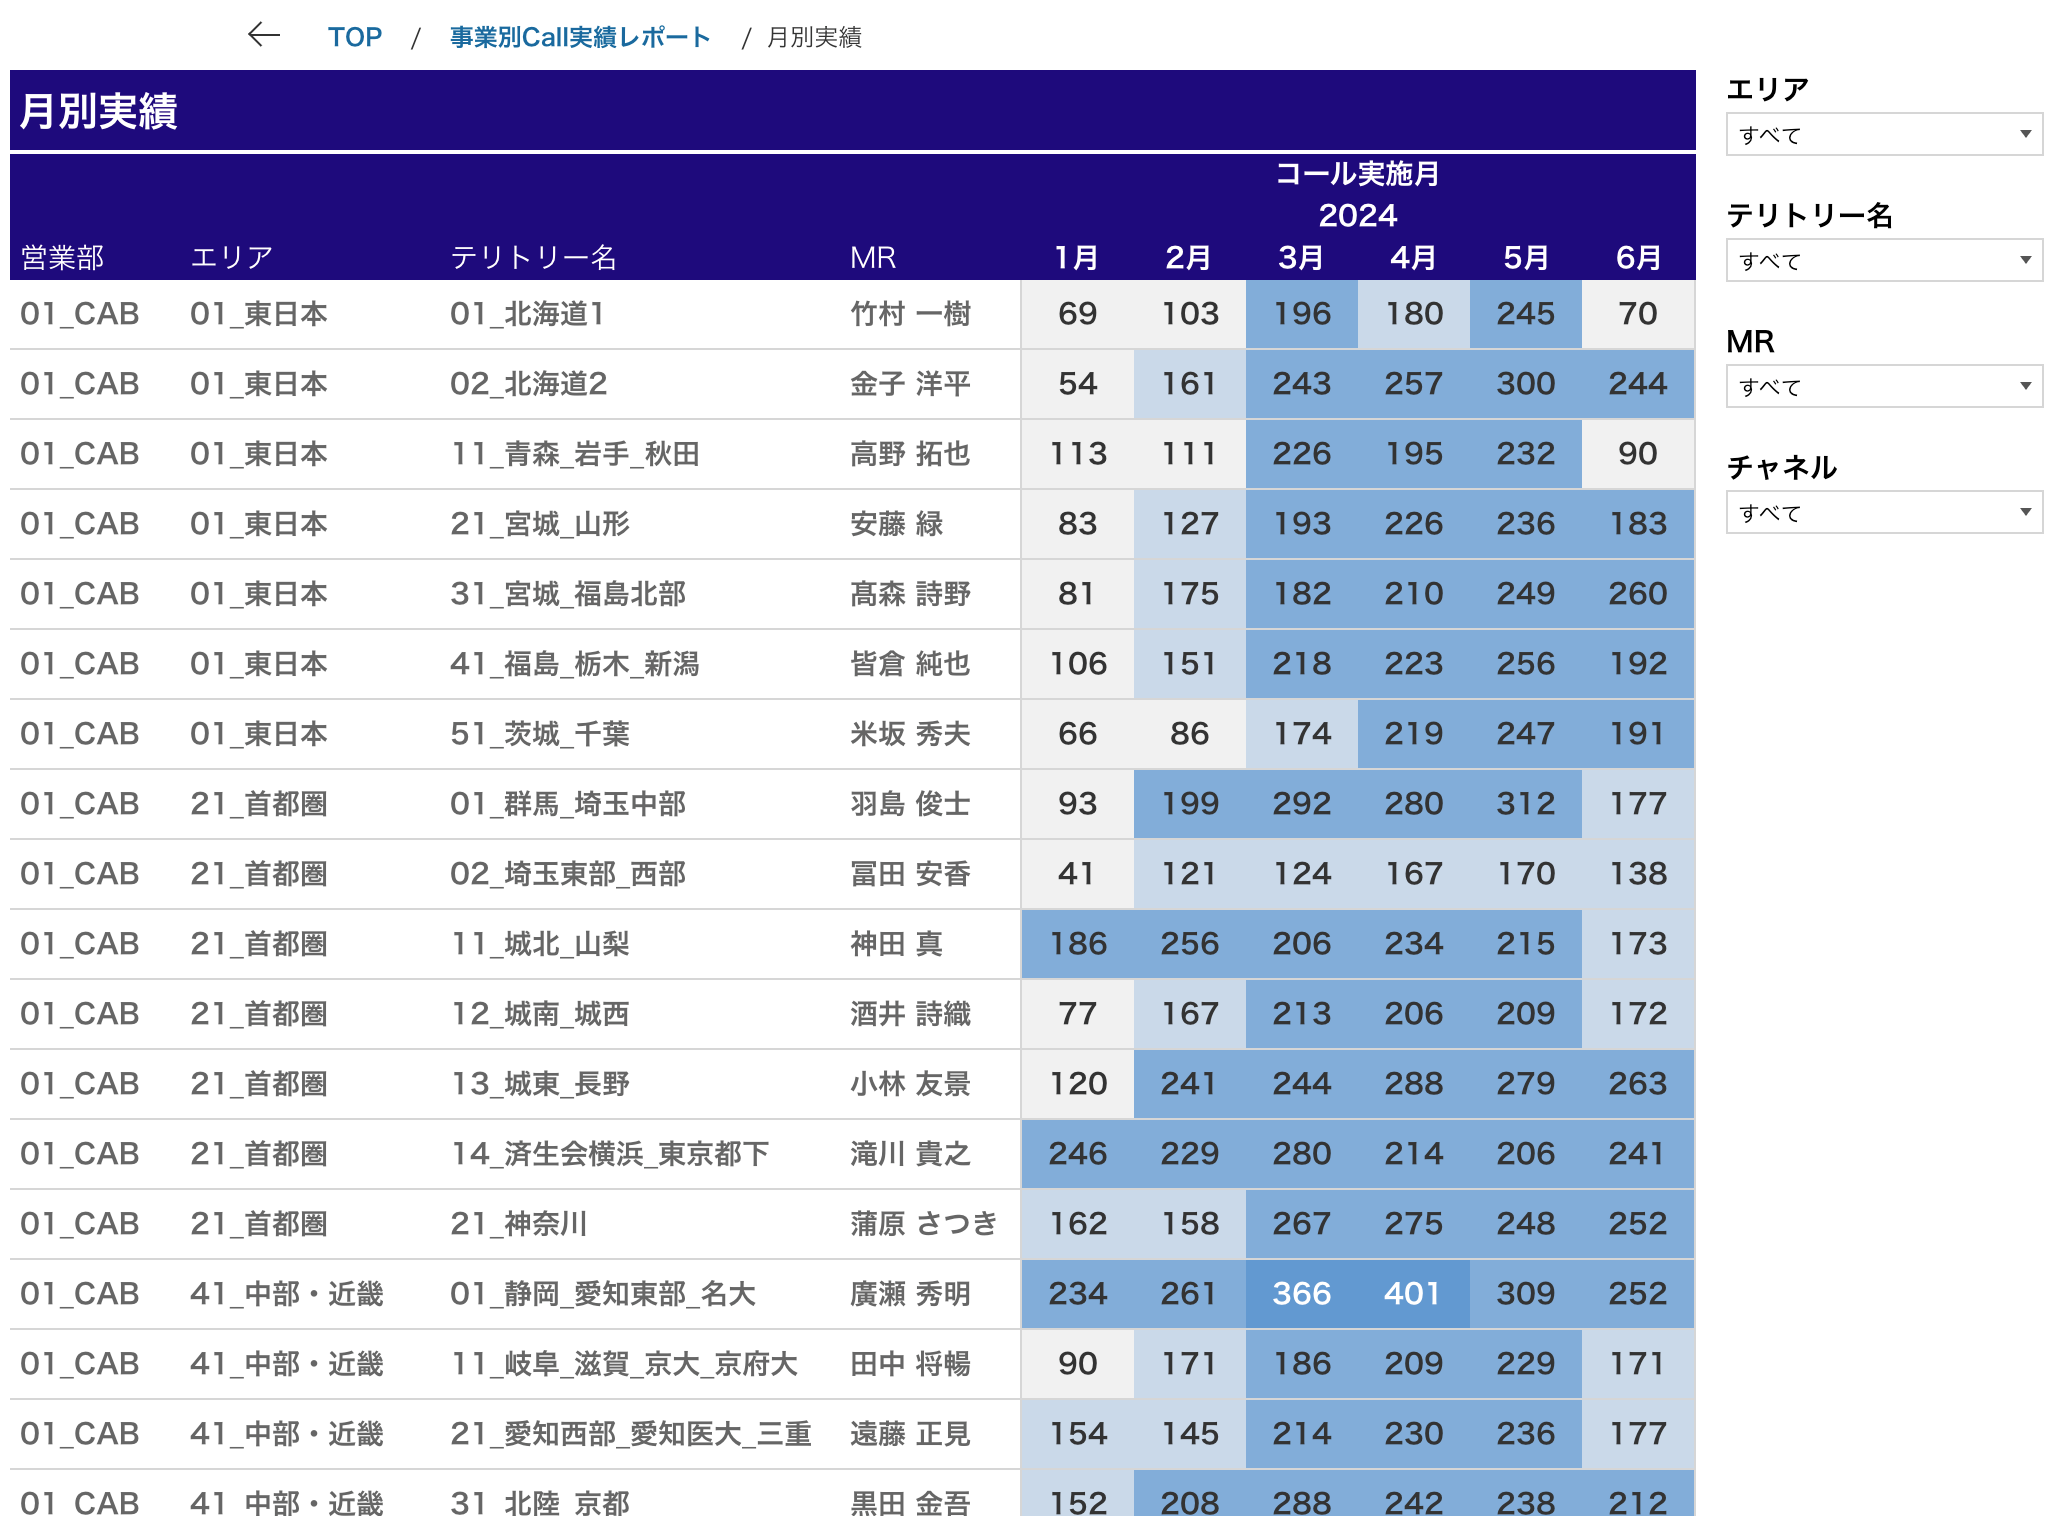 ← TOP / 事業別Call実績レポート / 月別実績
月別実績
コール実施月
2024
営業部 エリア テリトリー名 MR 1月 2月 3月 4月 5月 6月
01_CAB 01_東日本 01_北海道1 竹村 一樹 69 103 196 180 245 70
01_CAB 01_東日本 02_北海道2 金子 洋平 54 161 243 257 300 244
01_CAB 01_東日本 11_青森_岩手_秋田 高野 拓也 113 111 226 195 232 90
01_CAB 01_東日本 21_宮城_山形 安藤 緑 83 127 193 226 236 183
01_CAB 01_東日本 31_宮城_福島北部 髙森 詩野 81 175 182 210 249 260
01_CAB 01_東日本 41_福島_栃木_新潟 皆倉 純也 106 151 218 223 256 192
01_CAB 01_東日本 51_茨城_千葉 米坂 秀夫 66 86 174 219 247 191
01_CAB 21_首都圏 01_群馬_埼玉中部 羽島 俊士 93 199 292 280 312 177
01_CAB 21_首都圏 02_埼玉東部_西部 冨田 安香 41 121 124 167 170 138
01_CAB 21_首都圏 11_城北_山梨 神田 真 186 256 206 234 215 173
01_CAB 21_首都圏 12_城南_城西 酒井 詩織 77 167 213 206 209 172
01_CAB 21_首都圏 13_城東_長野 小林 友景 120 241 244 288 279 263
01_CAB 21_首都圏 14_済生会横浜_東京都下 滝川 貴之 246 229 280 214 206 241
01_CAB 21_首都圏 21_神奈川 蒲原 さつき 162 158 267 275 248 252
01_CAB 41_中部・近畿 01_静岡_愛知東部_名大 廣瀬 秀明 234 261 366 401 309 252
01_CAB 41_中部・近畿 11_岐阜_滋賀_京大_京府大 田中 将暢 90 171 186 209 229 171
01_CAB 41_中部・近畿 21_愛知西部_愛知医大_三重 遠藤 正見 154 145 214 230 236 177
01_CAB 41_中部・近畿 31_北陸_京都 黒田 金吾 152 208 288 242 238 212
エリア
すべて
テリトリー名
すべて
MR
すべて
チャネル
すべて